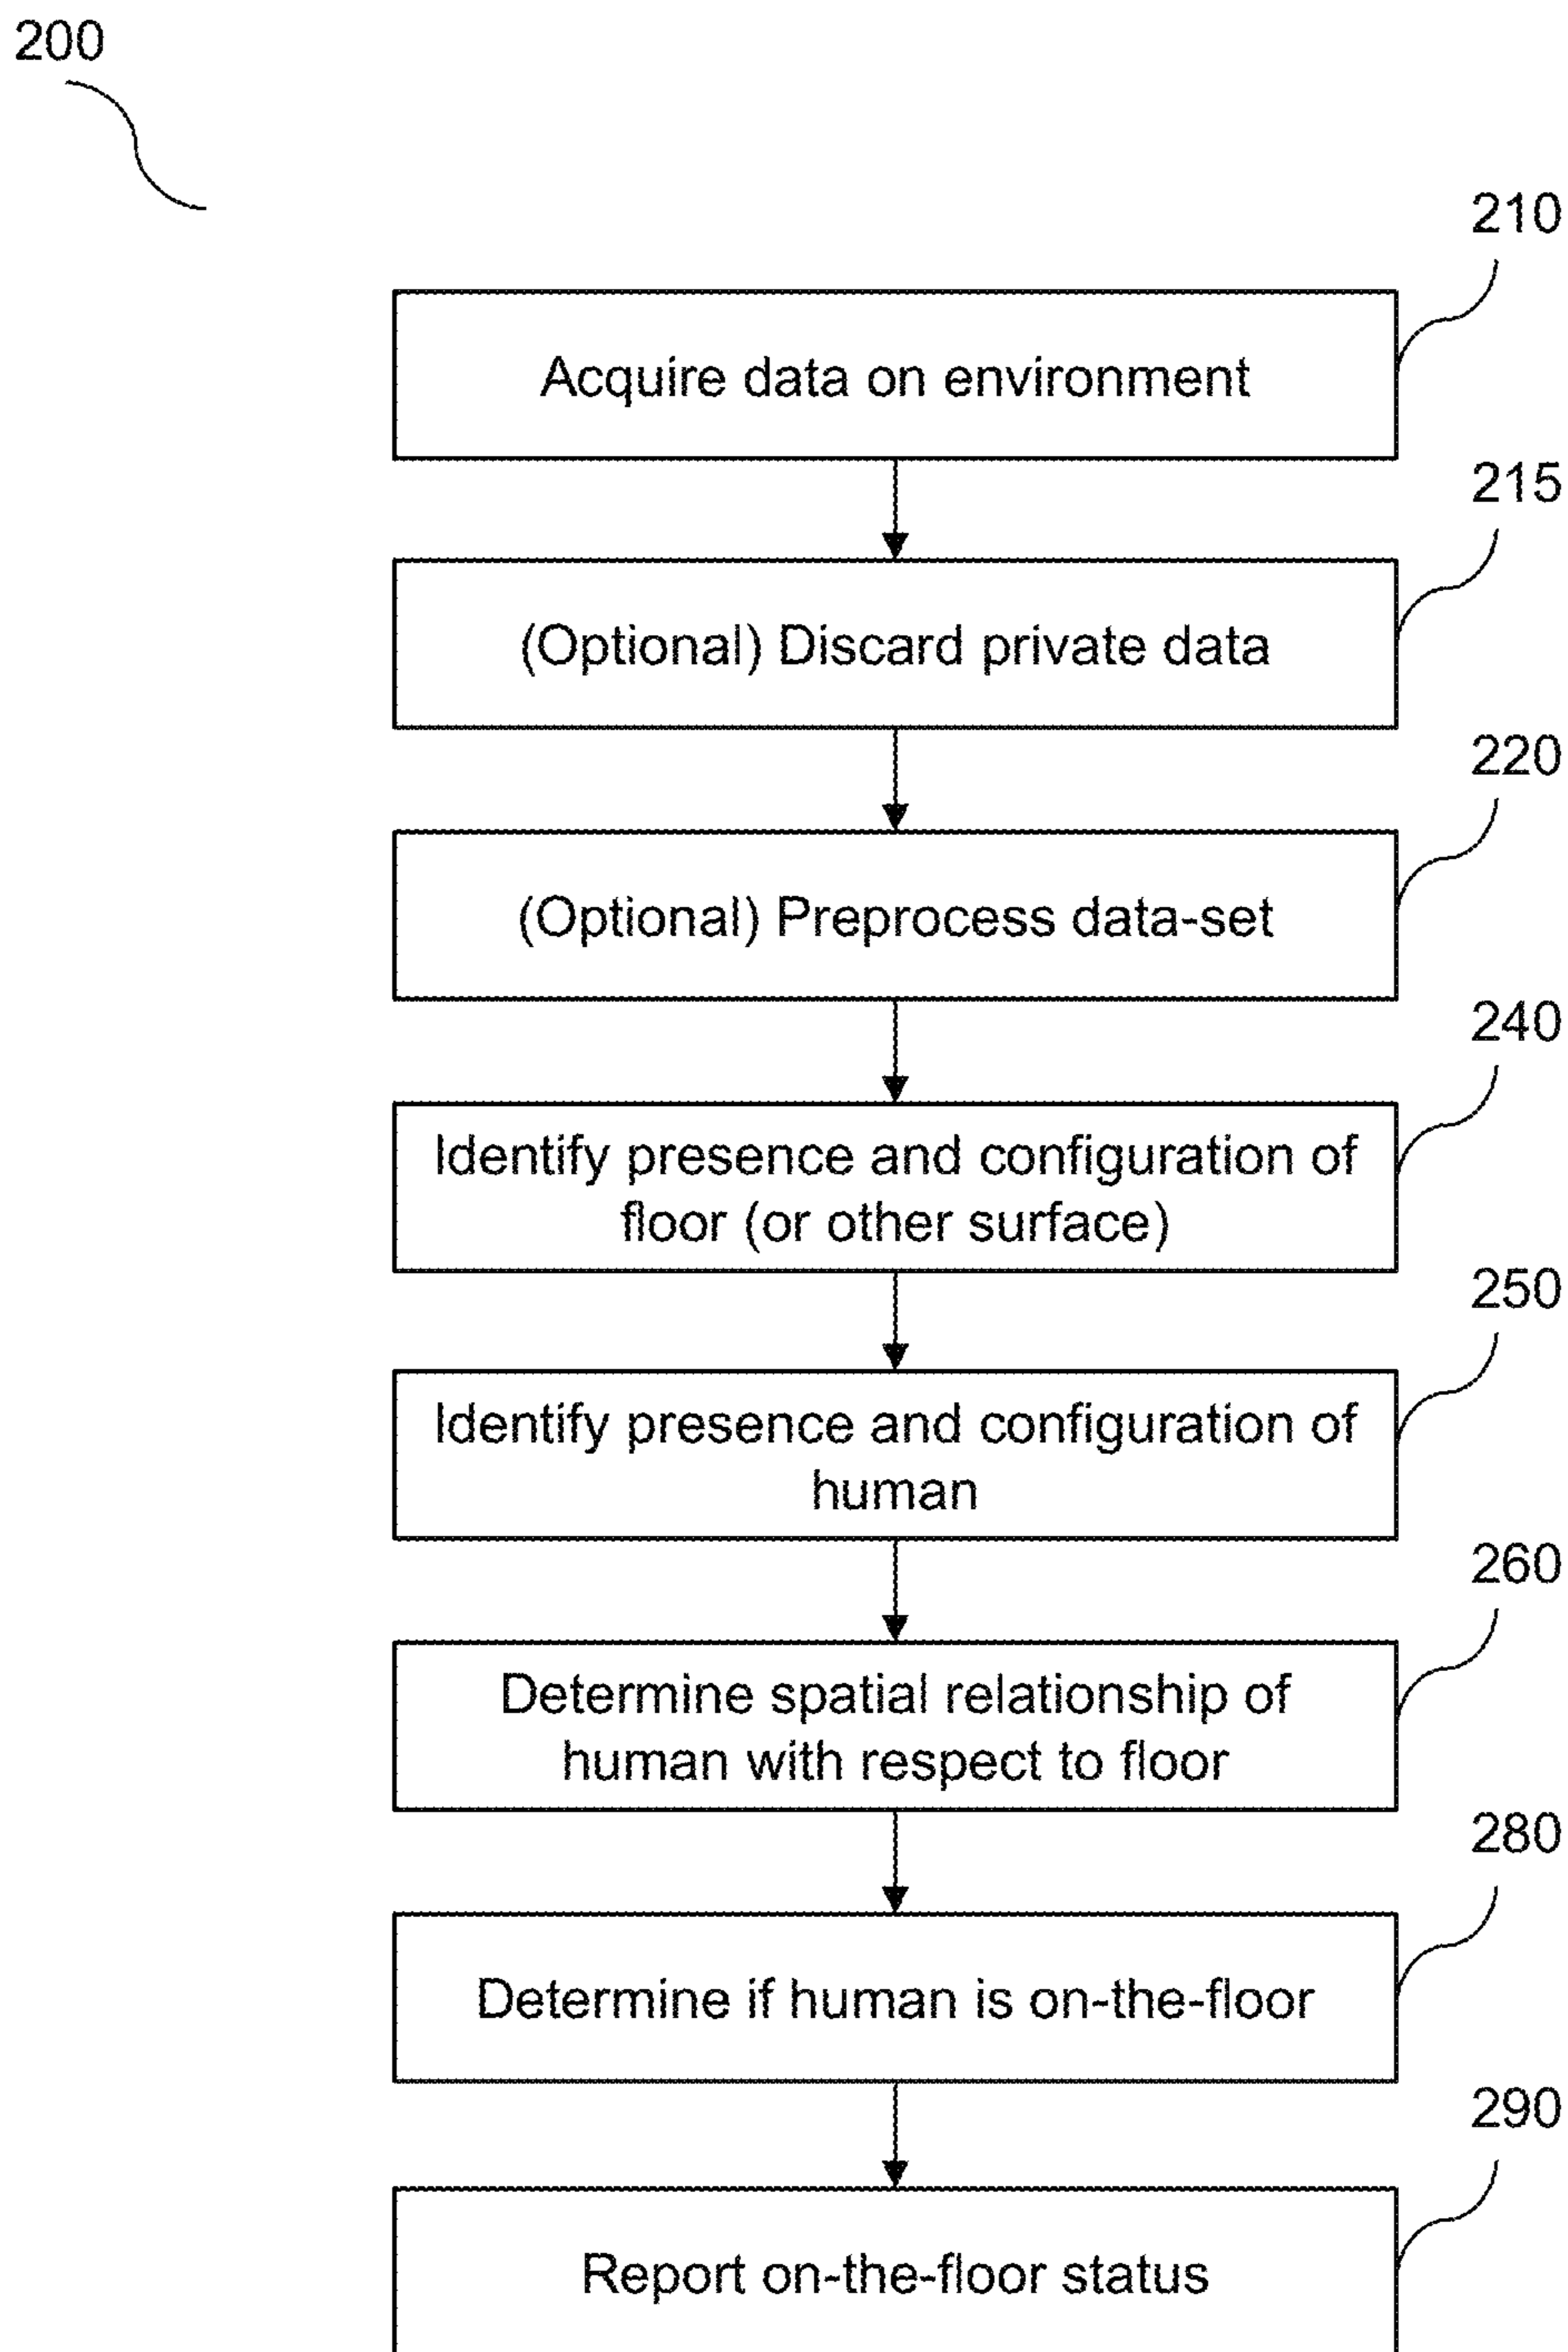 200
210
Acquire data on environment
215
(Optional) Discard private data
220
(Optional) Preprocess data-set
240
Identify presence and configuration of
floor (or other surface)
250
Identify presence and configuration of
human
260
Determine spatial relationship of
human with respect to floor
280
Determine if human is on-the-floor
290
Report on-the-floor status